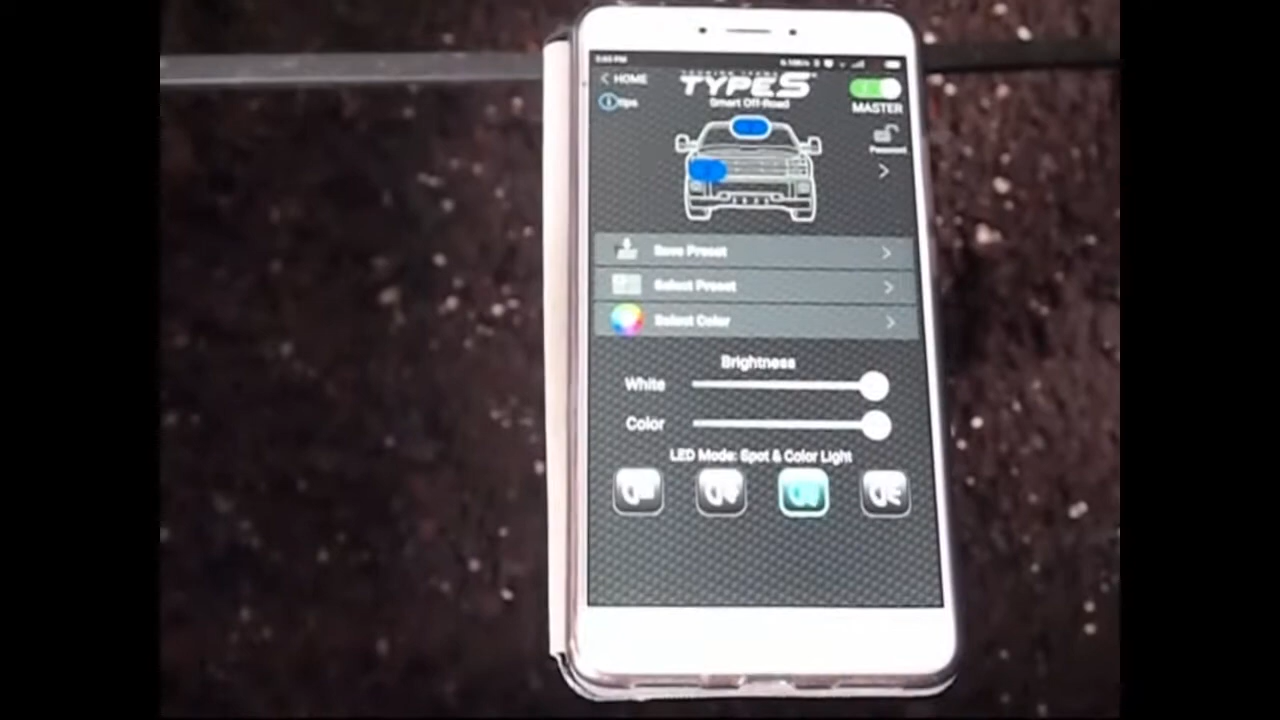 HOME
TYPE S
Smart Off-Road
tips
MASTER
Save Preset
Select Preset
Select Color
Brightness
White
Color
LED Mode: Spot & Color Light